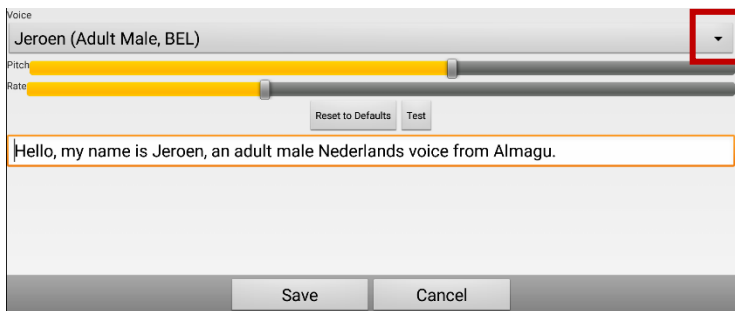 Voice
Jeroen (Adult Male, BEL)
Pitch
Rate
Reset to Defaults Test
Hello, my name is Jeroen, an adult male Nederlands voice from Almagu.
Save Cancel